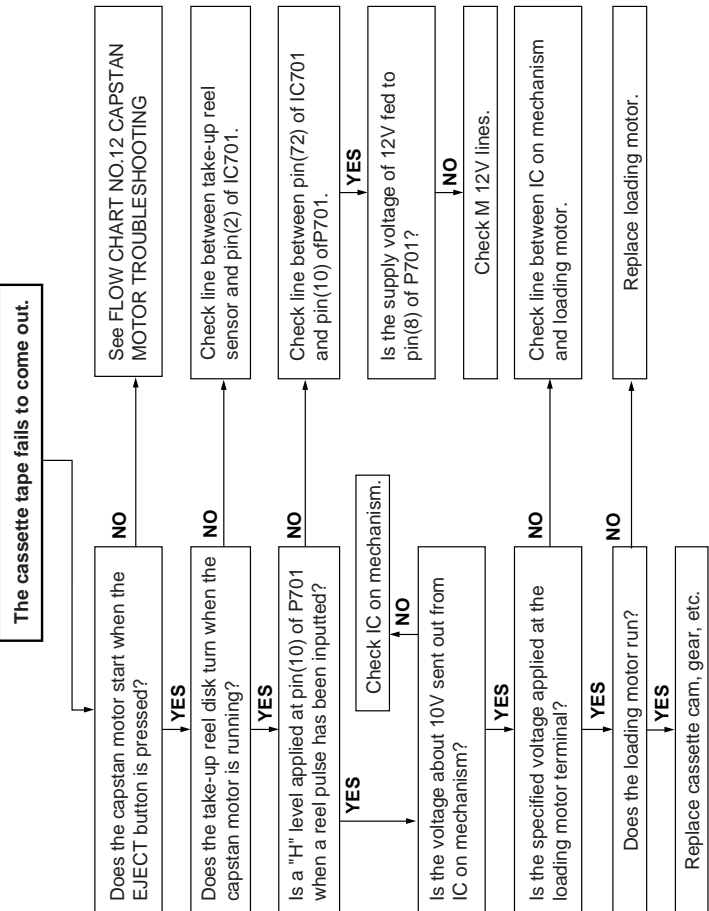 The cassette tape fails to come out.
Does the capstan motor start when the
EJECT button is pressed?
NO
See FLOW CHART NO.12 CAPSTAN
MOTOR TROUBLESHOOTING
YES
Does the take-up reel disk turn when the
capstan motor is running?
NO
Check line between take-up reel
sensor and pin(2) of IC701.
YES
Is a "H" level applied at pin(10) of P701
when a reel pulse has been inputted?
NO
Check line between pin(72) of IC701
and pin(10) ofP701.
YES
Is the supply voltage of 12V fed to
pin(8) of P701?
NO
Check M 12V lines.
YES
Check IC on mechanism.
NO
Is the voltage about 10V sent out from
IC on mechanism?
YES
Is the specified voltage applied at the
loading motor terminal?
NO
Check line between IC on mechanism
and loading motor.
YES
Does the loading motor run?
NO
Replace loading motor.
YES
Replace cassette cam, gear, etc.